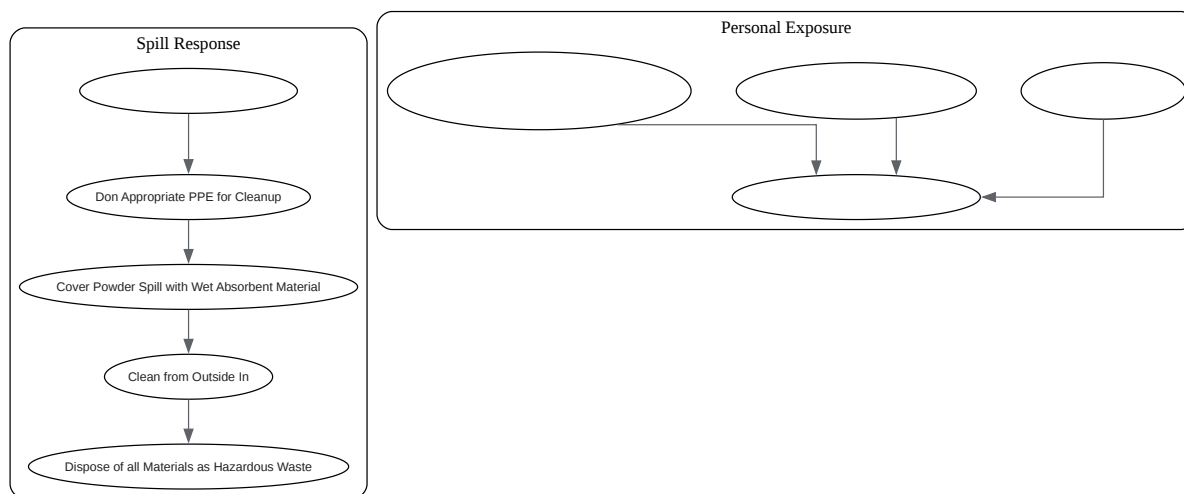 Spill Response
Don Appropriate PPE for Cleanup
Cover Powder Spill with Wet Absorbent Material
Clean from Outside In
Dispose of all Materials as Hazardous Waste
Personal Exposure